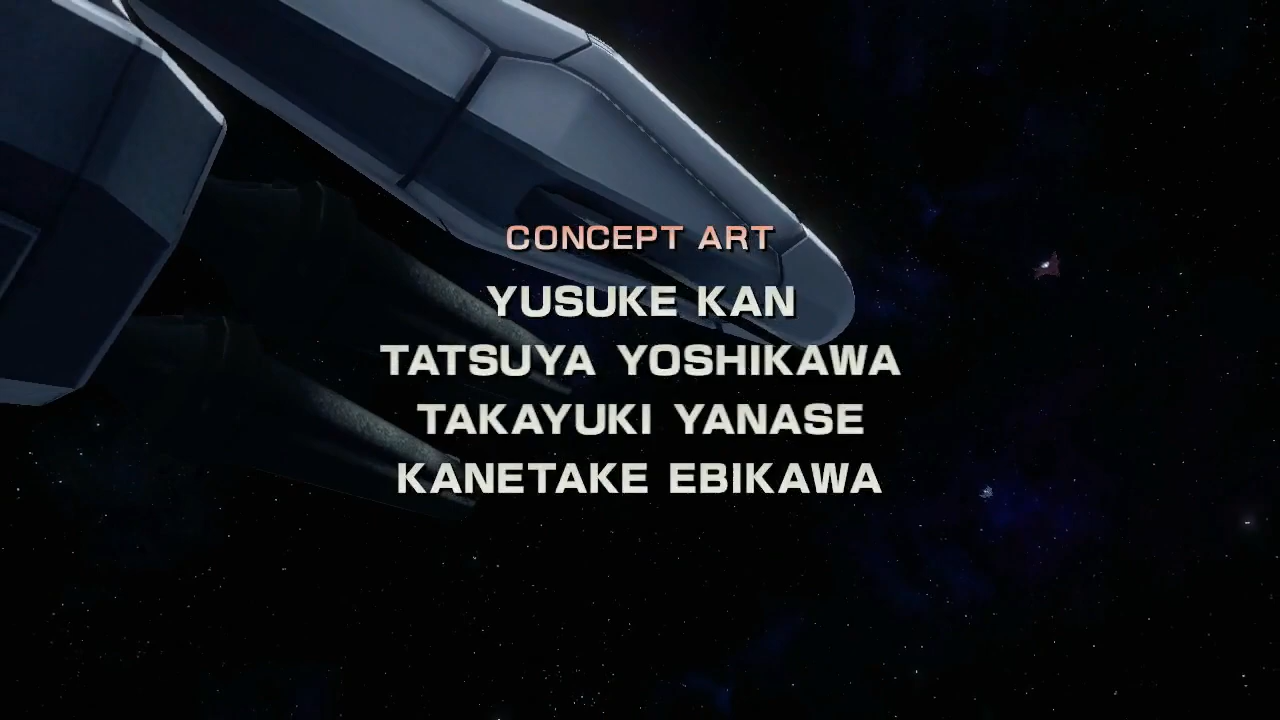 CONCEPT ART
YUSUKE KAN
TATSUYA YOSHIKAWA
TAKAYUKI YANASE
KANETAKE EBIKAWA